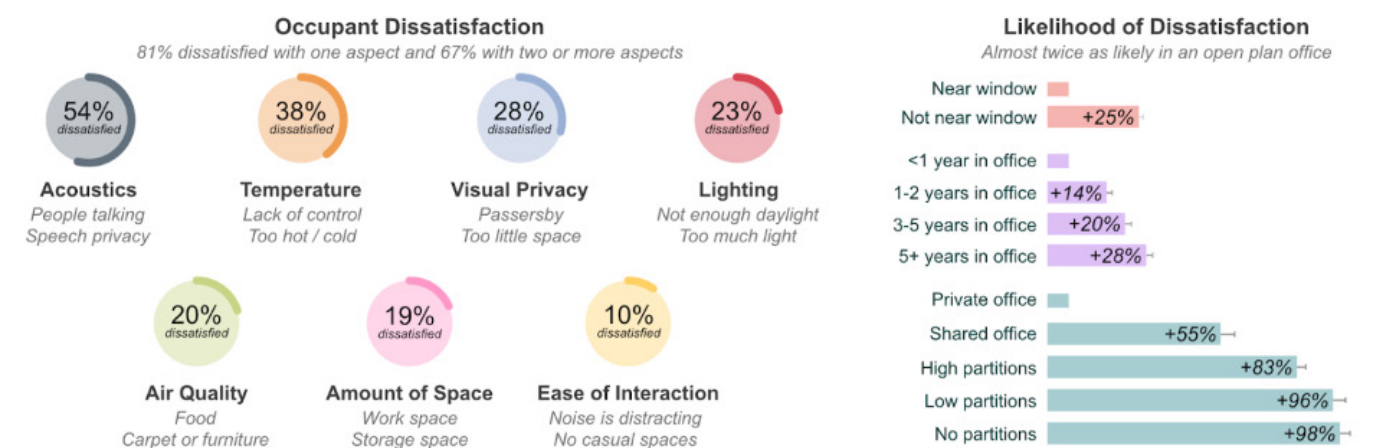 Occupant Dissatisfaction
81% dissatisfied with one aspect and 67% with two or more aspects
54%
dissatisfied
Acoustics
People talking
Speech privacy
38%
dissatisfied
Temperature
Lack of control
Too hot / cold
28%
dissatisfied
Visual Privacy
Passersby
Too little space
23%
dissatisfied
Lighting
Not enough daylight
Too much light
20%
dissatisfied
Air Quality
Food
Carpet or furniture
19%
dissatisfied
Amount of Space
Work space
Storage space
10%
dissatisfied
Ease of Interaction
Noise is distracting
No casual spaces
Likelihood of Dissatisfaction
Almost twice as likely in an open plan office
Near window
Not near window +25%
<1 year in office
1-2 years in office +14%
3-5 years in office +20%
5+ years in office +28%
Private office
Shared office +55%
High partitions +83%
Low partitions +96%
No partitions +98%